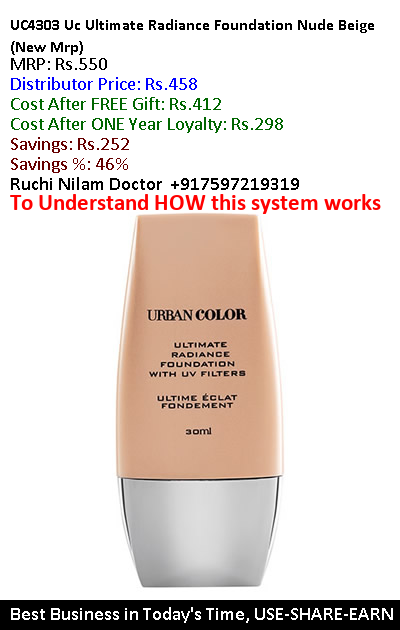 UC4303 Uc Ultimate Radiance Foundation Nude Beige
(New Mrp)
MRP: Rs.550
Distributor Price: Rs.458
Cost After FREE Gift: Rs.412
Cost After ONE Year Loyalty: Rs.298
Savings: Rs.252
Savings %: 46%
Ruchi Nilam Doctor +917597219319
To Understand HOW this system works
URBAN COLOR
ULTIMATE
RADIANCE
FOUNDATION
WITH UV FILTERS
ULTIME ÉCLAT
FONDEMENT
30ml
Best Business in Today's Time, USE-SHARE-EARN